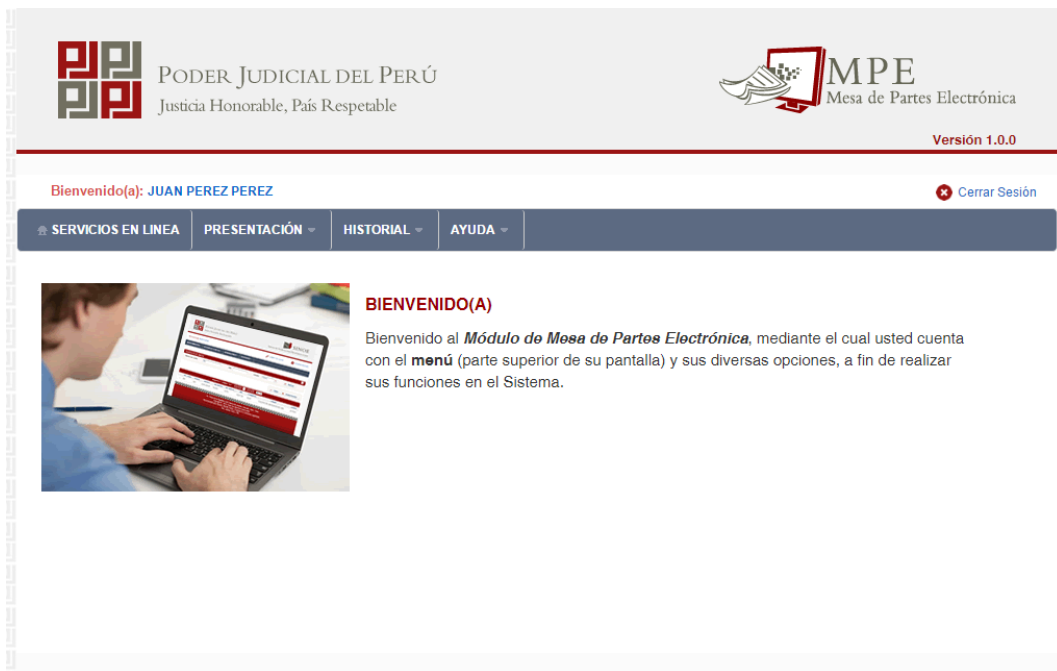 PODER JUDICIAL DEL PERÚ
Justicia Honorable, País Respetable
MPE
Mesa de Partes Electrónica
Versión 1.0.0
Bienvenido(a): JUAN PEREZ PEREZ
Cerrar Sesión
SERVICIOS EN LINEA PRESENTACIÓN HISTORIAL AYUDA
BIENVENIDO(A)
Bienvenido al Módulo de Mesa de Partes Electrónica, mediante el cual usted cuenta
con el menú (parte superior de su pantalla) y sus diversas opciones, a fin de realizar
sus funciones en el Sistema.